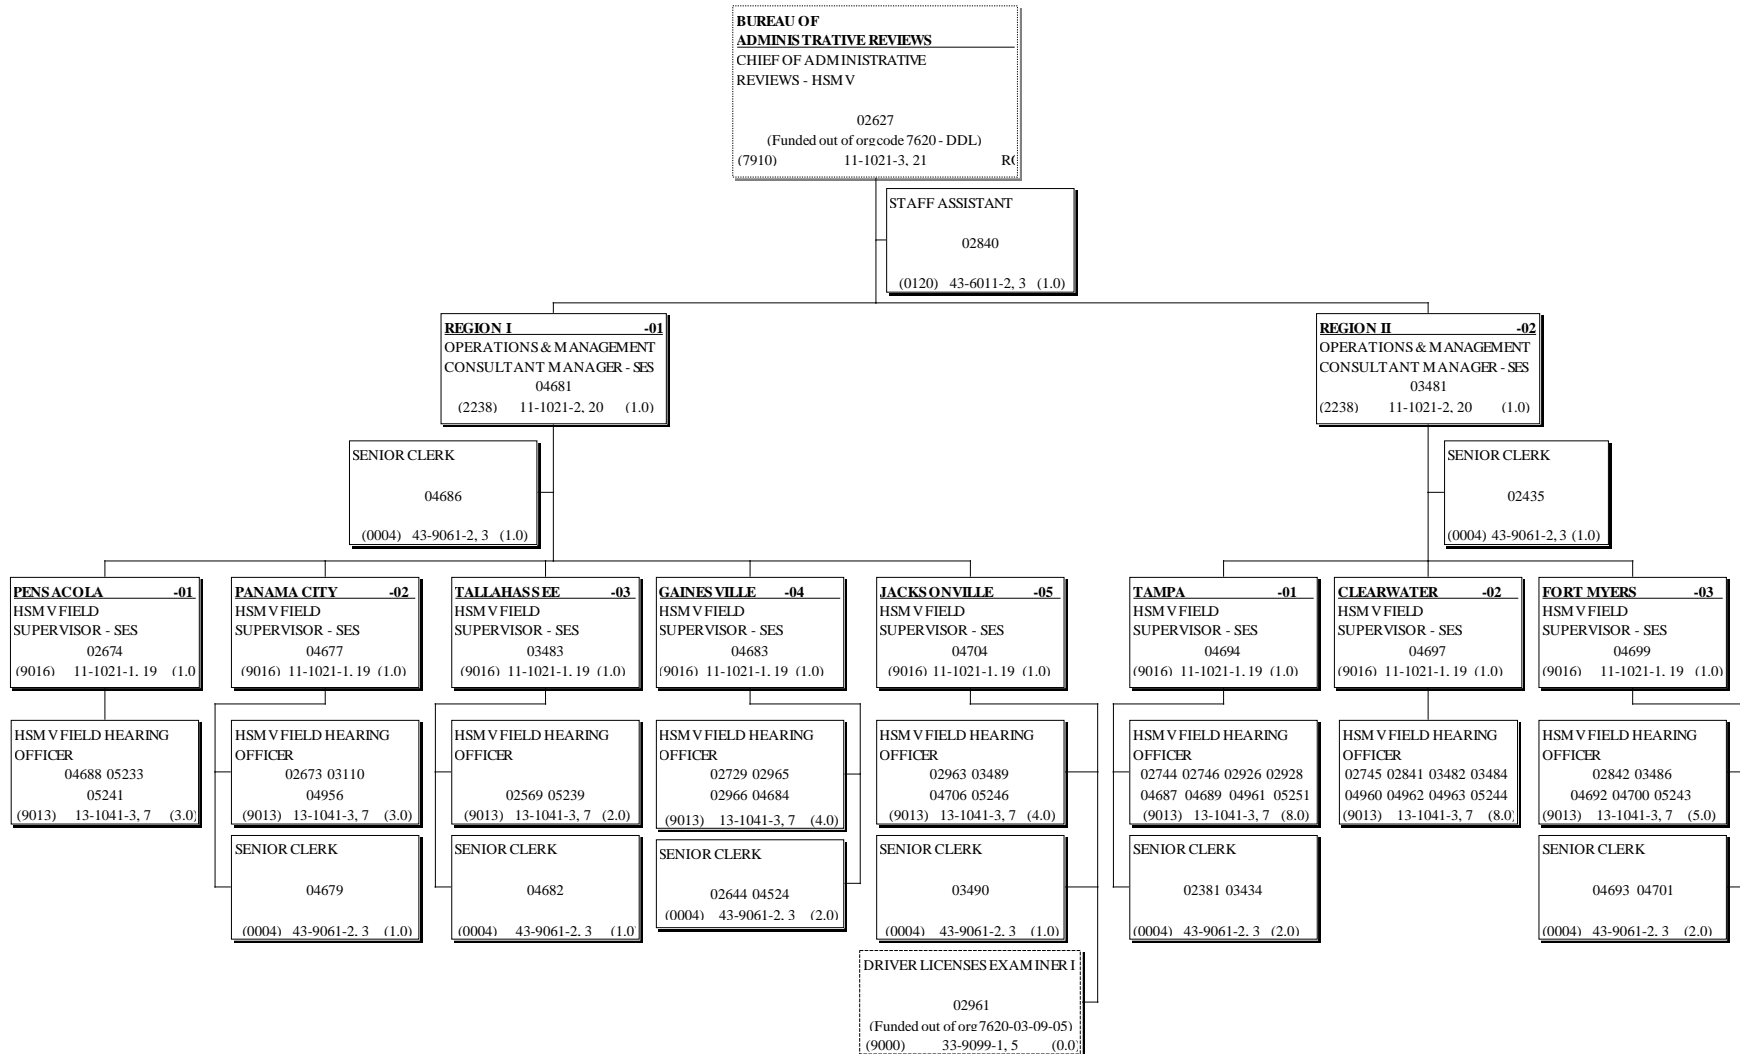 BUREAU OF
ADMINISTRATIVE REVIEWS
CHIEF OF ADMINISTRATIVE
REVIEWS - HSMV
02627
(Funded out of orgcode 7620 - DDL)
(7910) 11-1021-3, 21
STAFF ASSISTANT
02840
(0120) 43-6011-2, 3 (1.0)
REGION I -01
OPERATIONS & MANAGEMENT
CONSULTANT MANAGER - SES
04681
(2238) 11-1021-2, 20 (1.0)
REGION II -02
OPERATIONS & MANAGEMENT
CONSULTANT MANAGER - SES
03481
(2238) 11-1021-2, 20 (1.0)
SENIOR CLERK
04686
(0004) 43-9061-2, 3 (1.0)
SENIOR CLERK
02435
(0004) 43-9061-2, 3 (1.0)
PENSACOLA -01
HSMV FIELD
SUPERVISOR - SES
02674
(9016) 11-1021-1, 19 (1.0
PANAMA CITY -02
HSMV FIELD
SUPERVISOR - SES
04677
(9016) 11-1021-1, 19 (1.0)
TALLAHASSEE -03
HSMV FIELD
SUPERVISOR - SES
03483
(9016) 11-1021-1, 19 (1.0)
GAINESVILLE -04
HSMV FIELD
SUPERVISOR - SES
04683
(9016) 11-1021-1, 19 (1.0)
JACKSONVILLE -05
HSMV FIELD
SUPERVISOR - SES
04704
(9016) 11-1021-1, 19 (1.0)
TAMPA -01
HSMV FIELD
SUPERVISOR - SES
04694
(9016) 11-1021-1, 19 (1.0)
CLEARWATER -02
HSMV FIELD
SUPERVISOR - SES
04697
(9016) 11-1021-1, 19 (1.0)
FORT MYERS -03
HSMV FIELD
SUPERVISOR - SES
04699
(9016) 11-1021-1, 19 (1.0)
HSMV FIELD HEARING
OFFICER
04688 05233
05241
(9013) 13-1041-3, 7 (3.0)
HSMV FIELD HEARING
OFFICER
02673 03110
04956
(9013) 13-1041-3, 7 (3.0)
HSMV FIELD HEARING
OFFICER
02569 05239
(9013) 13-1041-3, 7 (2.0)
HSMV FIELD HEARING
OFFICER
02729 02965
02966 04684
(9013) 13-1041-3, 7 (4.0)
HSMV FIELD HEARING
OFFICER
02963 03489
04706 05246
(9013) 13-1041-3, 7 (4.0)
HSMV FIELD HEARING
OFFICER
02744 02746 02926 02928
04687 04689 04961 05251
(9013) 13-1041-3, 7 (8.0)
HSMV FIELD HEARING
OFFICER
02745 02841 03482 03484
04960 04962 04963 05244
(9013) 13-1041-3, 7 (8.0)
HSMV FIELD HEARING
OFFICER
02842 03486
04692 04700 05243
(9013) 13-1041-3, 7 (5.0)
SENIOR CLERK
04679
(0004) 43-9061-2, 3 (1.0)
SENIOR CLERK
04682
(0004) 43-9061-2, 3 (1.0
SENIOR CLERK
02644 04524
(0004) 43-9061-2, 3 (2.0)
SENIOR CLERK
03490
(0004) 43-9061-2, 3 (1.0)
SENIOR CLERK
02381 03434
(0004) 43-9061-2, 3 (2.0)
SENIOR CLERK
04693 04701
(0004) 43-9061-2, 3 (2.0)
DRIVER LICENSES EXAMINER I
02961
(Funded out of org 7620-03-09-05)
(9000) 33-9099-1, 5 (0.0)